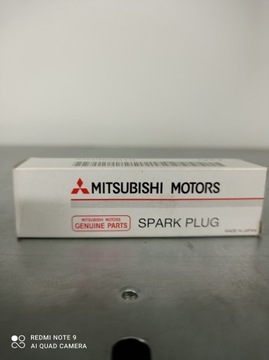 MITSUBISHI MOTORS
MITSUBISHI MOTORS
GENUINE PARTS
SPARK PLUG
MADE IN JAPAN
REDMI NOTE 9
AI QUAD CAMERA